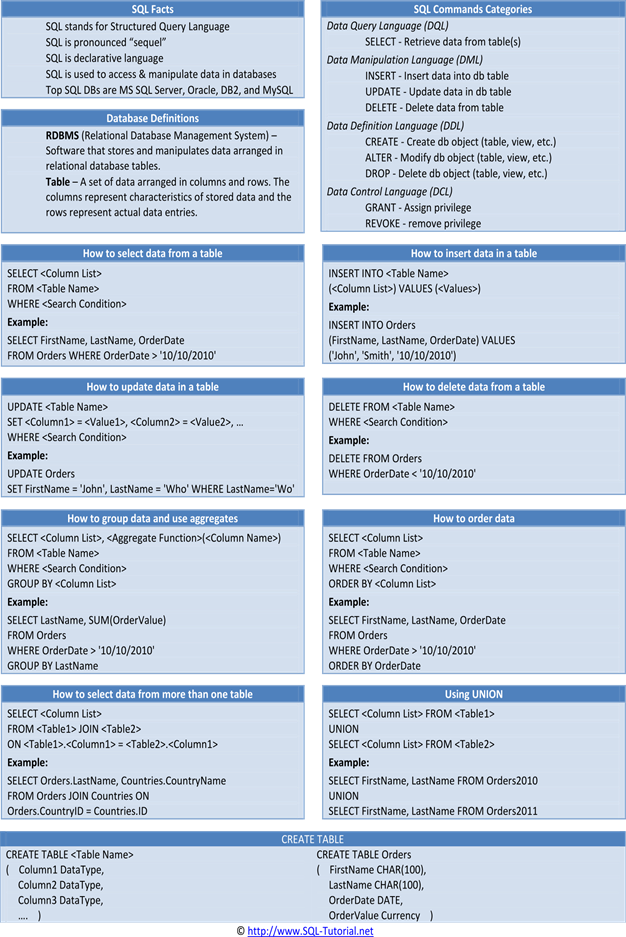 SQL Facts
SQL stands for Structured Query Language
SQL is pronounced “sequel”
SQL is declarative language
SQL is used to access & manipulate data in databases
Top SQL DBs are MS SQL Server, Oracle, DB2, and MySQL
Database Definitions
RDBMS (Relational Database Management System) –
Software that stores and manipulates data arranged in
relational database tables.
Table – A set of data arranged in columns and rows. The
columns represent characteristics of stored data and the
rows represent actual data entries.
SQL Commands Categories
Data Query Language (DQL)
SELECT - Retrieve data from table(s)
Data Manipulation Language (DML)
INSERT - Insert data into db table
UPDATE - Update data in db table
DELETE - Delete data from table
Data Definition Language (DDL)
CREATE - Create db object (table, view, etc.)
ALTER - Modify db object (table, view, etc.)
DROP - Delete db object (table, view, etc.)
Data Control Language (DCL)
GRANT - Assign privilege
REVOKE - remove privilege
How to select data from a table
SELECT <Column List>
FROM <Table Name>
WHERE <Search Condition>
Example:
SELECT FirstName, LastName, OrderDate
FROM Orders WHERE OrderDate > '10/10/2010'
How to insert data in a table
INSERT INTO <Table Name>
(<Column List>) VALUES (<Values>)
Example:
INSERT INTO Orders
(FirstName, LastName, OrderDate) VALUES
('John', 'Smith', '10/10/2010')
How to update data in a table
UPDATE <Table Name>
SET <Column1> = <Value1>, <Column2> = <Value2>, …
WHERE <Search Condition>
Example:
UPDATE Orders
SET FirstName = 'John', LastName = 'Who' WHERE LastName='Wo'
How to delete data from a table
DELETE FROM <Table Name>
WHERE <Search Condition>
Example:
DELETE FROM Orders
WHERE OrderDate < '10/10/2010'
How to group data and use aggregates
SELECT <Column List>, <Aggregate Function>(<Column Name>)
FROM <Table Name>
WHERE <Search Condition>
GROUP BY <Column List>
Example:
SELECT LastName, SUM(OrderValue)
FROM Orders
WHERE OrderDate > '10/10/2010'
GROUP BY LastName
How to order data
SELECT <Column List>
FROM <Table Name>
WHERE <Search Condition>
ORDER BY <Column List>
Example:
SELECT FirstName, LastName, OrderDate
FROM Orders
WHERE OrderDate > '10/10/2010'
ORDER BY OrderDate
How to select data from more than one table
SELECT <Column List>
FROM <Table1> JOIN <Table2>
ON <Table1>.<Column1> = <Table2>.<Column1>
Example:
SELECT Orders.LastName, Countries.CountryName
FROM Orders JOIN Countries ON
Orders.CountryID = Countries.ID
Using UNION
SELECT <Column List> FROM <Table1>
UNION
SELECT <Column List> FROM <Table2>
Example:
SELECT FirstName, LastName FROM Orders2010
UNION
SELECT FirstName, LastName FROM Orders2011
CREATE TABLE
CREATE TABLE <Table Name>
( Column1 DataType,
Column2 DataType,
Column3 DataType,
…. )
CREATE TABLE Orders
( FirstName CHAR(100),
LastName CHAR(100),
OrderDate DATE,
OrderValue Currency )
© http://www.SQL-Tutorial.net